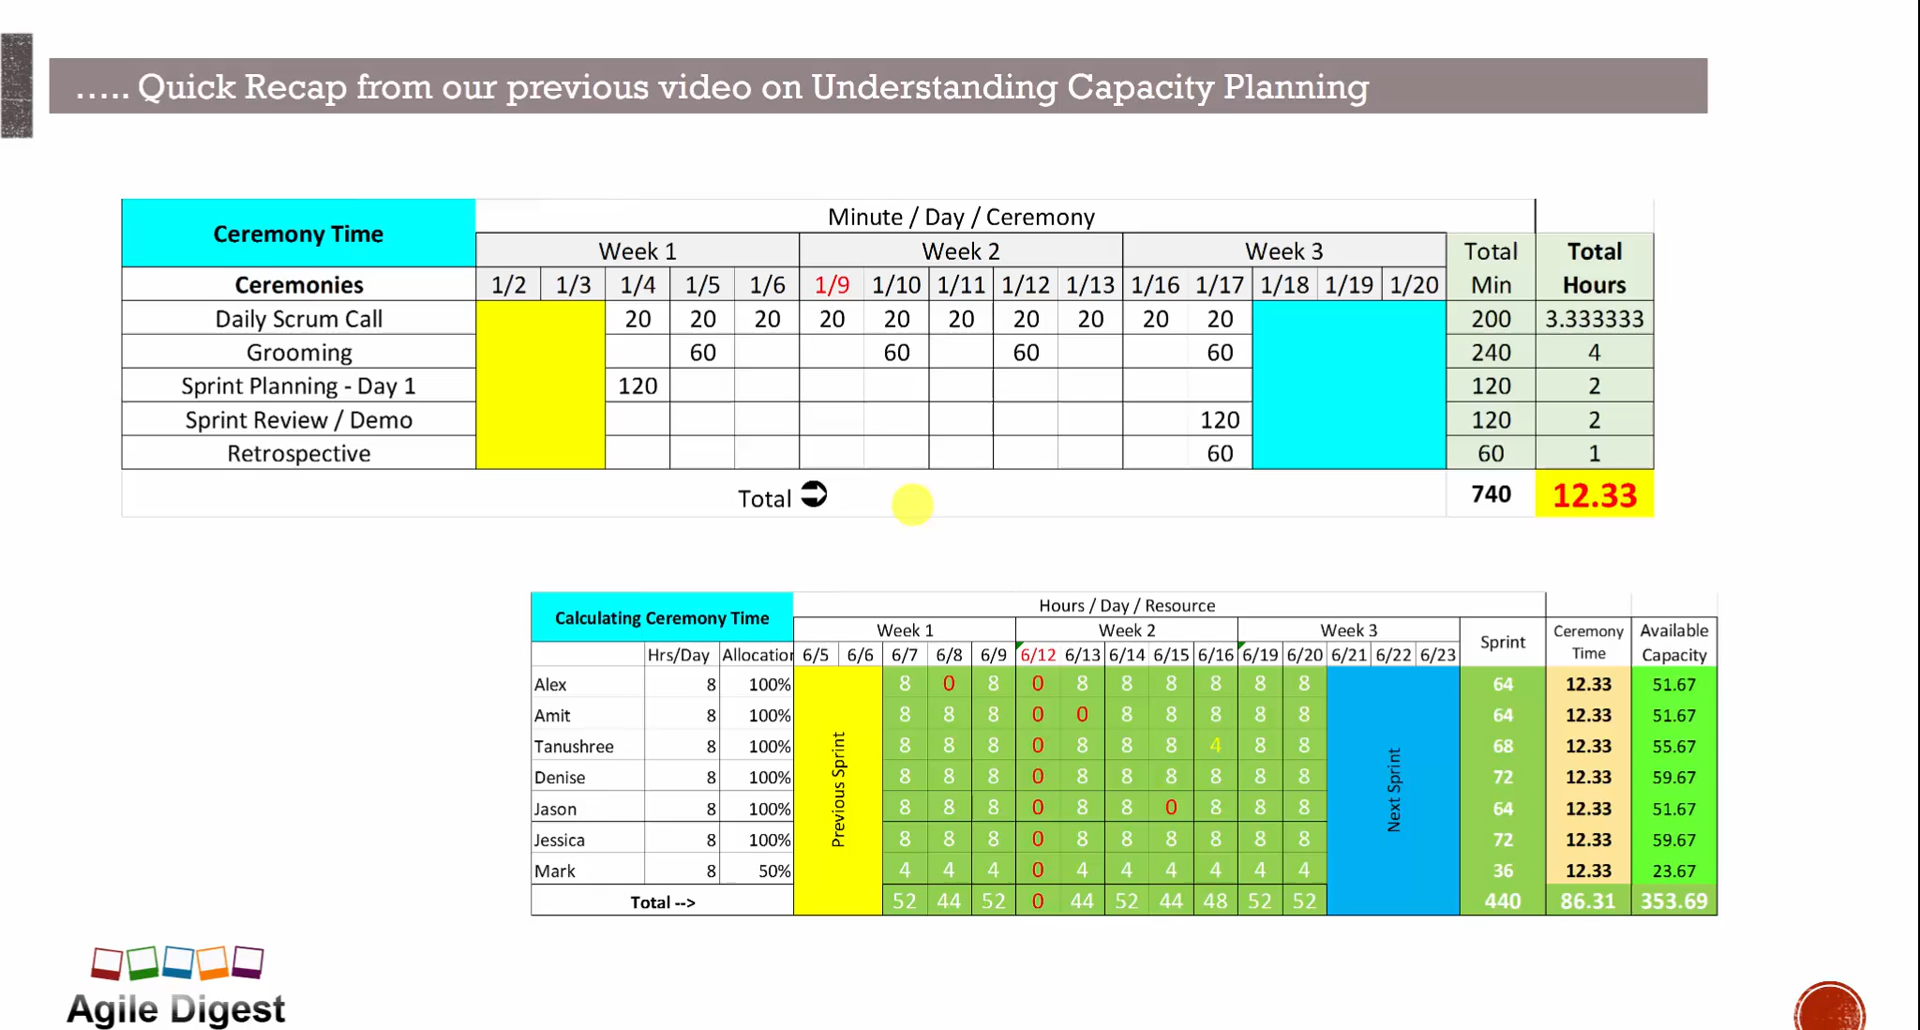 ..... Quick Recap from our previous video on Understanding Capacity Planning
Ceremony Time Minute / Day / Ceremony
Week 1 Week 2 Week 3 Total Total
Ceremonies 1/2 1/3 1/4 1/5 1/6 1/9 1/10 1/11 1/12 1/13 1/16 1/17 1/18 1/19 1/20 Min Hours
Daily Scrum Call 20 20 20 20 20 20 20 20 20 20 200 3.333333
Grooming 60 60 60 60 240 4
Sprint Planning - Day 1 120 120 2
Sprint Review / Demo 120 120 2
Retrospective 60 60 1
Total 740 12.33
Calculating Ceremony Time Hours / Day / Resource
Week 1 Week 2 Week 3 Sprint Ceremony Available
Hrs/Day Allocation 6/5 6/6 6/7 6/8 6/9 6/12 6/13 6/14 6/15 6/16 6/19 6/20 6/21 6/22 6/23 Time Capacity
Previous Sprint
Next Sprint
Alex 8 100% 8 0 8 0 8 8 8 8 8 8 64 12.33 51.67
Amit 8 100% 8 8 8 0 0 8 8 8 8 8 64 12.33 51.67
Tanushree 8 100% 8 8 8 0 8 8 8 4 8 8 68 12.33 55.67
Denise 8 100% 8 8 8 0 8 8 8 8 8 8 72 12.33 59.67
Jason 8 100% 8 8 8 0 8 8 0 8 8 8 64 12.33 51.67
Jessica 8 100% 8 8 8 0 8 8 8 8 8 8 72 12.33 59.67
Mark 8 50% 4 4 4 0 4 4 4 4 4 4 36 12.33 23.67
Total --> 52 44 52 0 44 52 44 48 52 52 440 86.31 353.69
Agile Digest